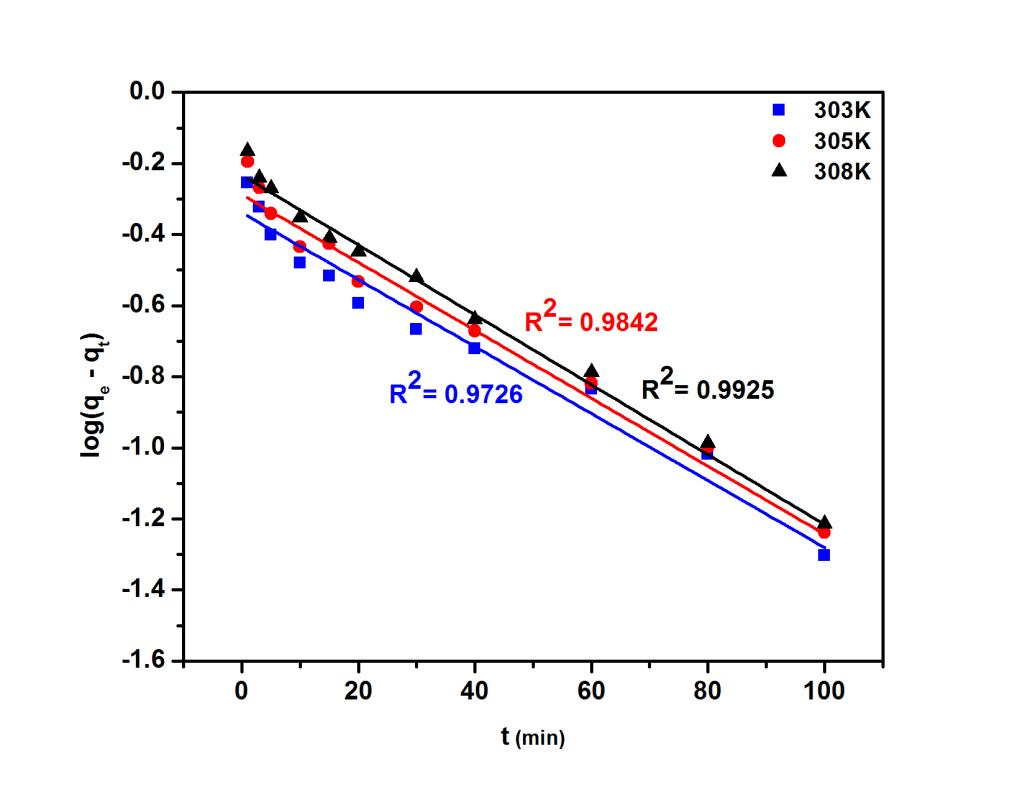 303K
305K
308K
0.0
-0.2
-0.4
-0.6
-0.8
-1.0
-1.2
-1.4
-1.6
log(qe - qt)
R2= 0.9842
R2= 0.9925
R2= 0.9726
0 20 40 60 80 100
t (min)